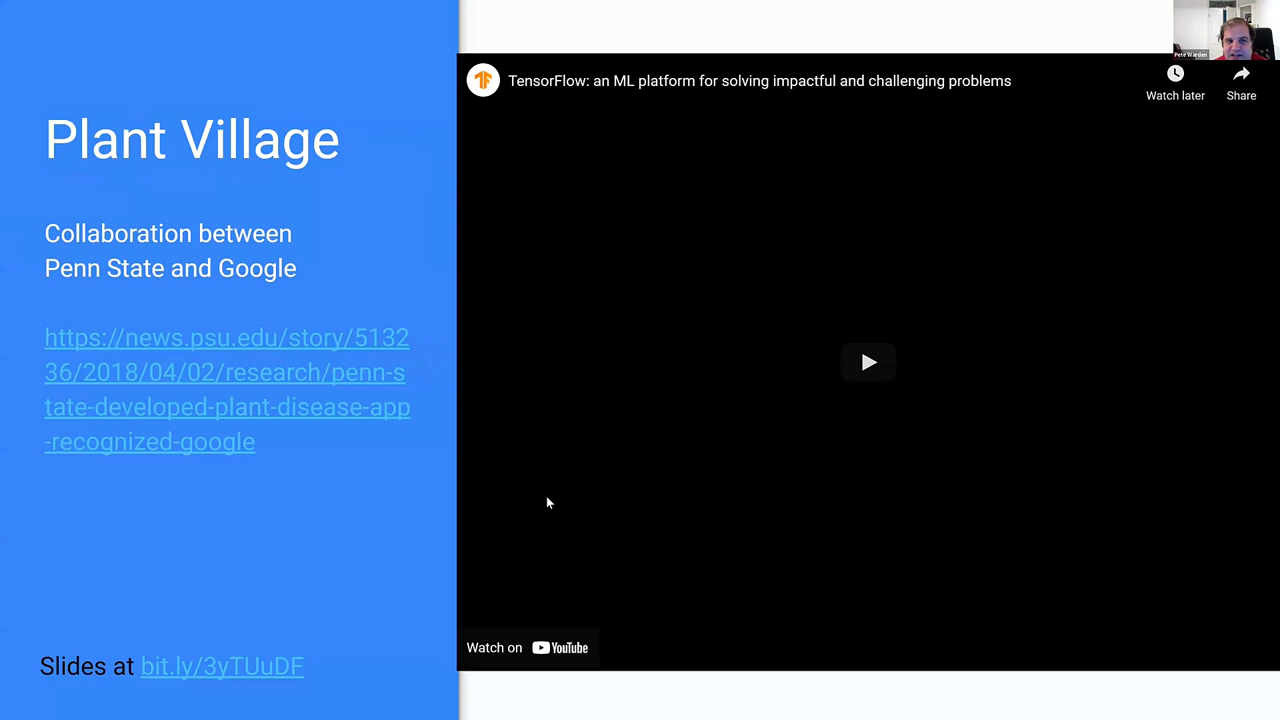 Plant Village
Collaboration between
Penn State and Google
https://news.psu.edu/story/5132
36/2018/04/02/research/penn-s
tate-developed-plant-disease-app
-recognized-google
Slides at bit.ly/3yTUuDF
TensorFlow: an ML platform for solving impactful and challenging problems
Watch later
Share
Watch on YouTube
Pete Warden